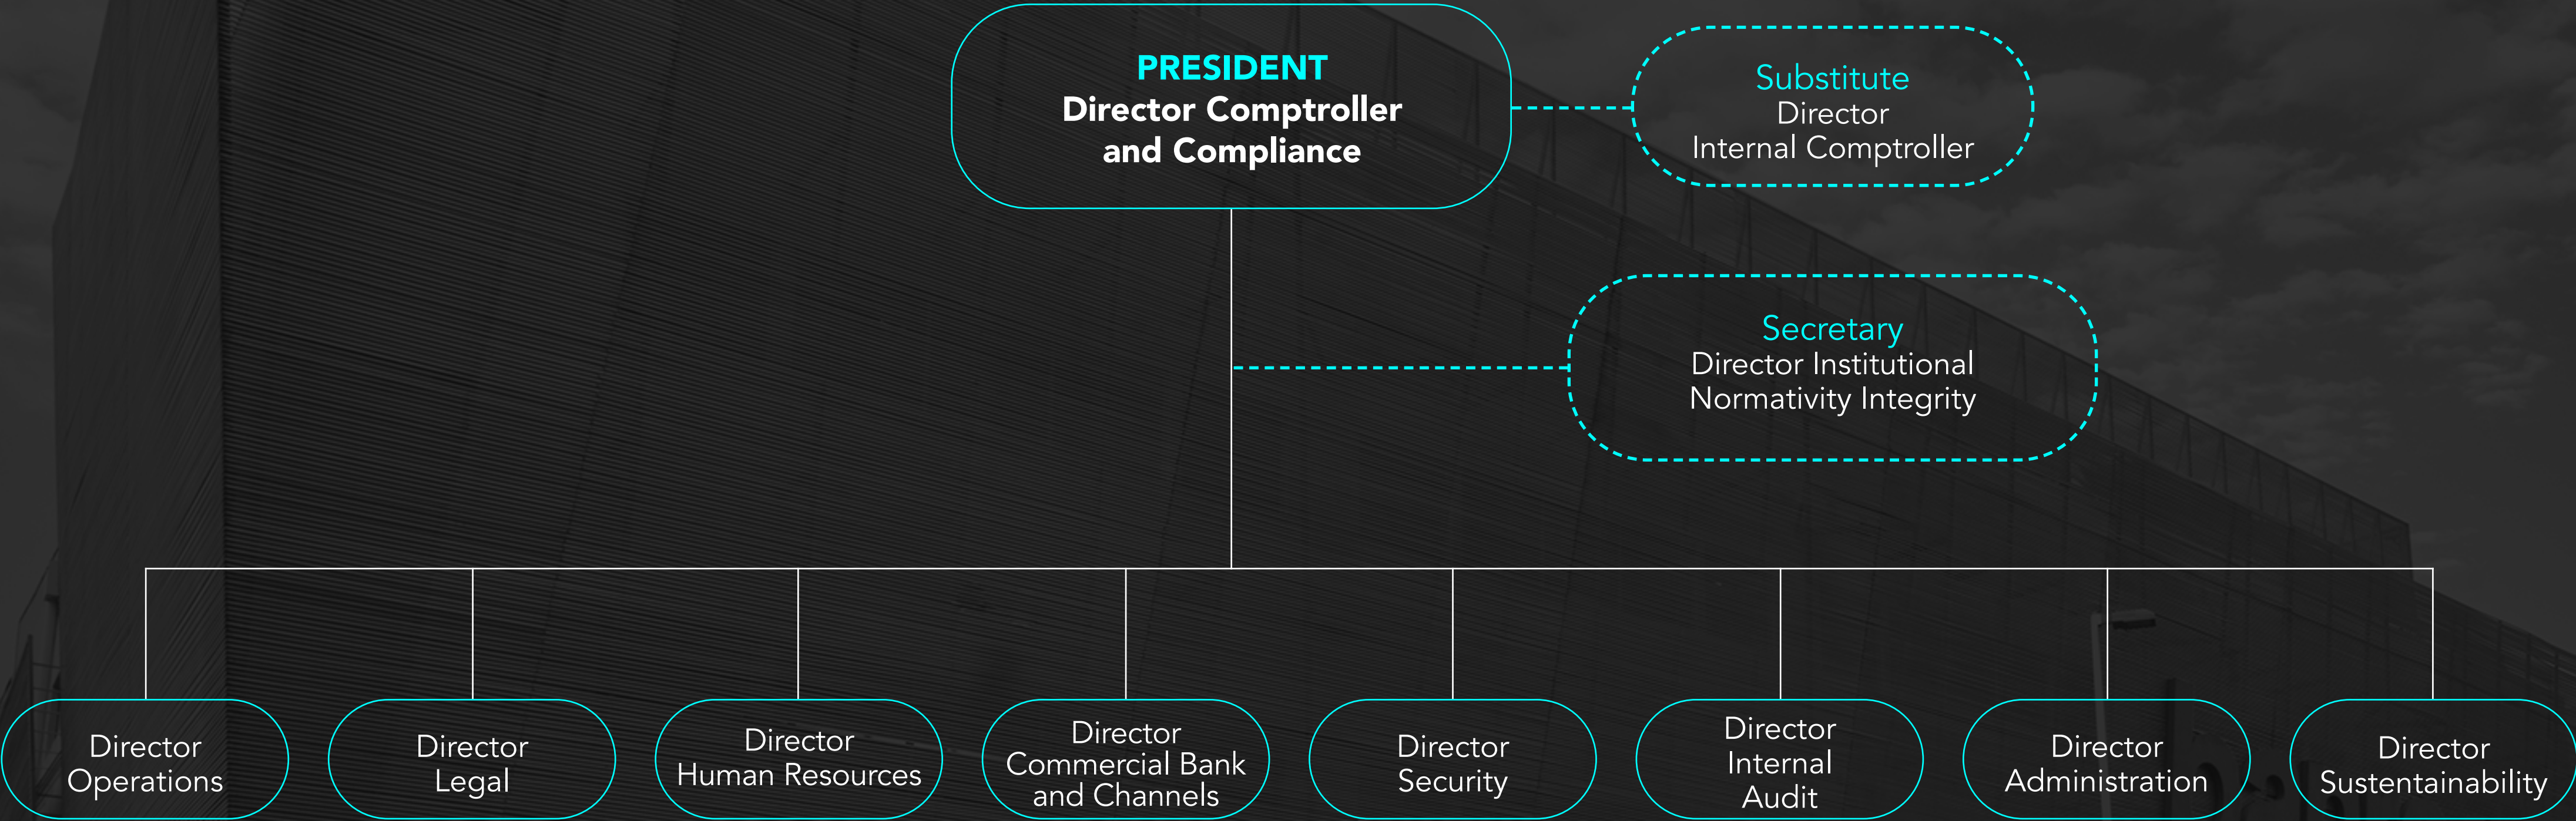 PRESIDENT
Director Comptroller
and Compliance
Substitute
Director
Internal Comptroller
Secretary
Director Institutional
Normativity Integrity
Director
Operations
Director
Legal
Director
Human Resources
Director
Commercial Bank
and Channels
Director
Security
Director
Internal
Audit
Director
Administration
Director
Sustentainability